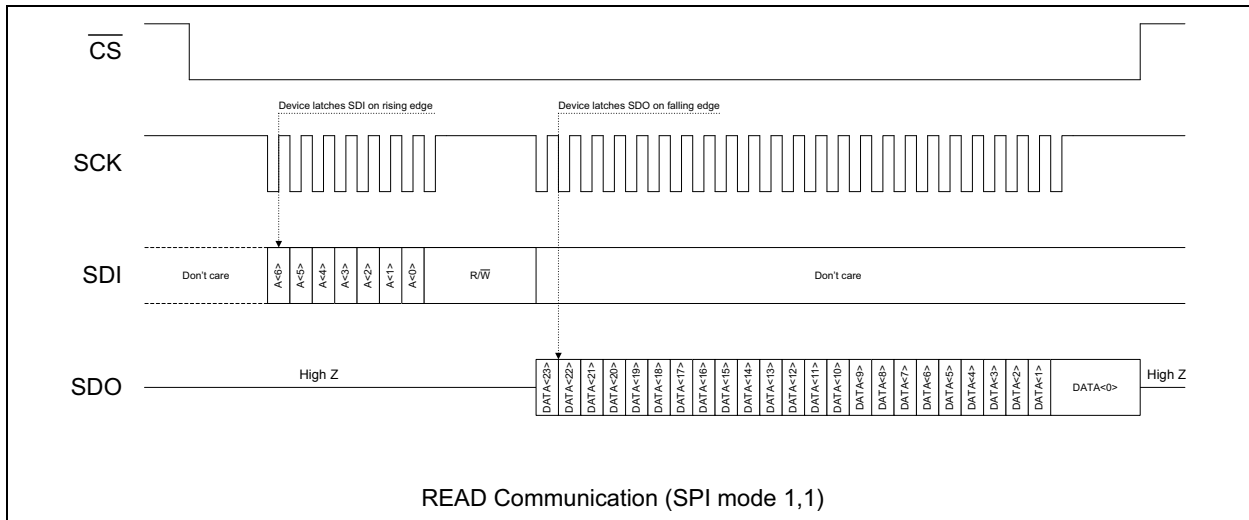 CS
Device latches SDI on rising edge
Device latches SDO on falling edge
SCK
SDI
Don't care
A<6>
A<5>
A<4>
A<3>
A<2>
A<1>
A<0>
R/W
Don't care
SDO
High Z
DATA<23>
DATA<22>
DATA<21>
DATA<20>
DATA<19>
DATA<18>
DATA<17>
DATA<16>
DATA<15>
DATA<14>
DATA<13>
DATA<12>
DATA<11>
DATA<10>
DATA<9>
DATA<8>
DATA<7>
DATA<6>
DATA<5>
DATA<4>
DATA<3>
DATA<2>
DATA<1>
DATA<0>
High Z
READ Communication (SPI mode 1,1)